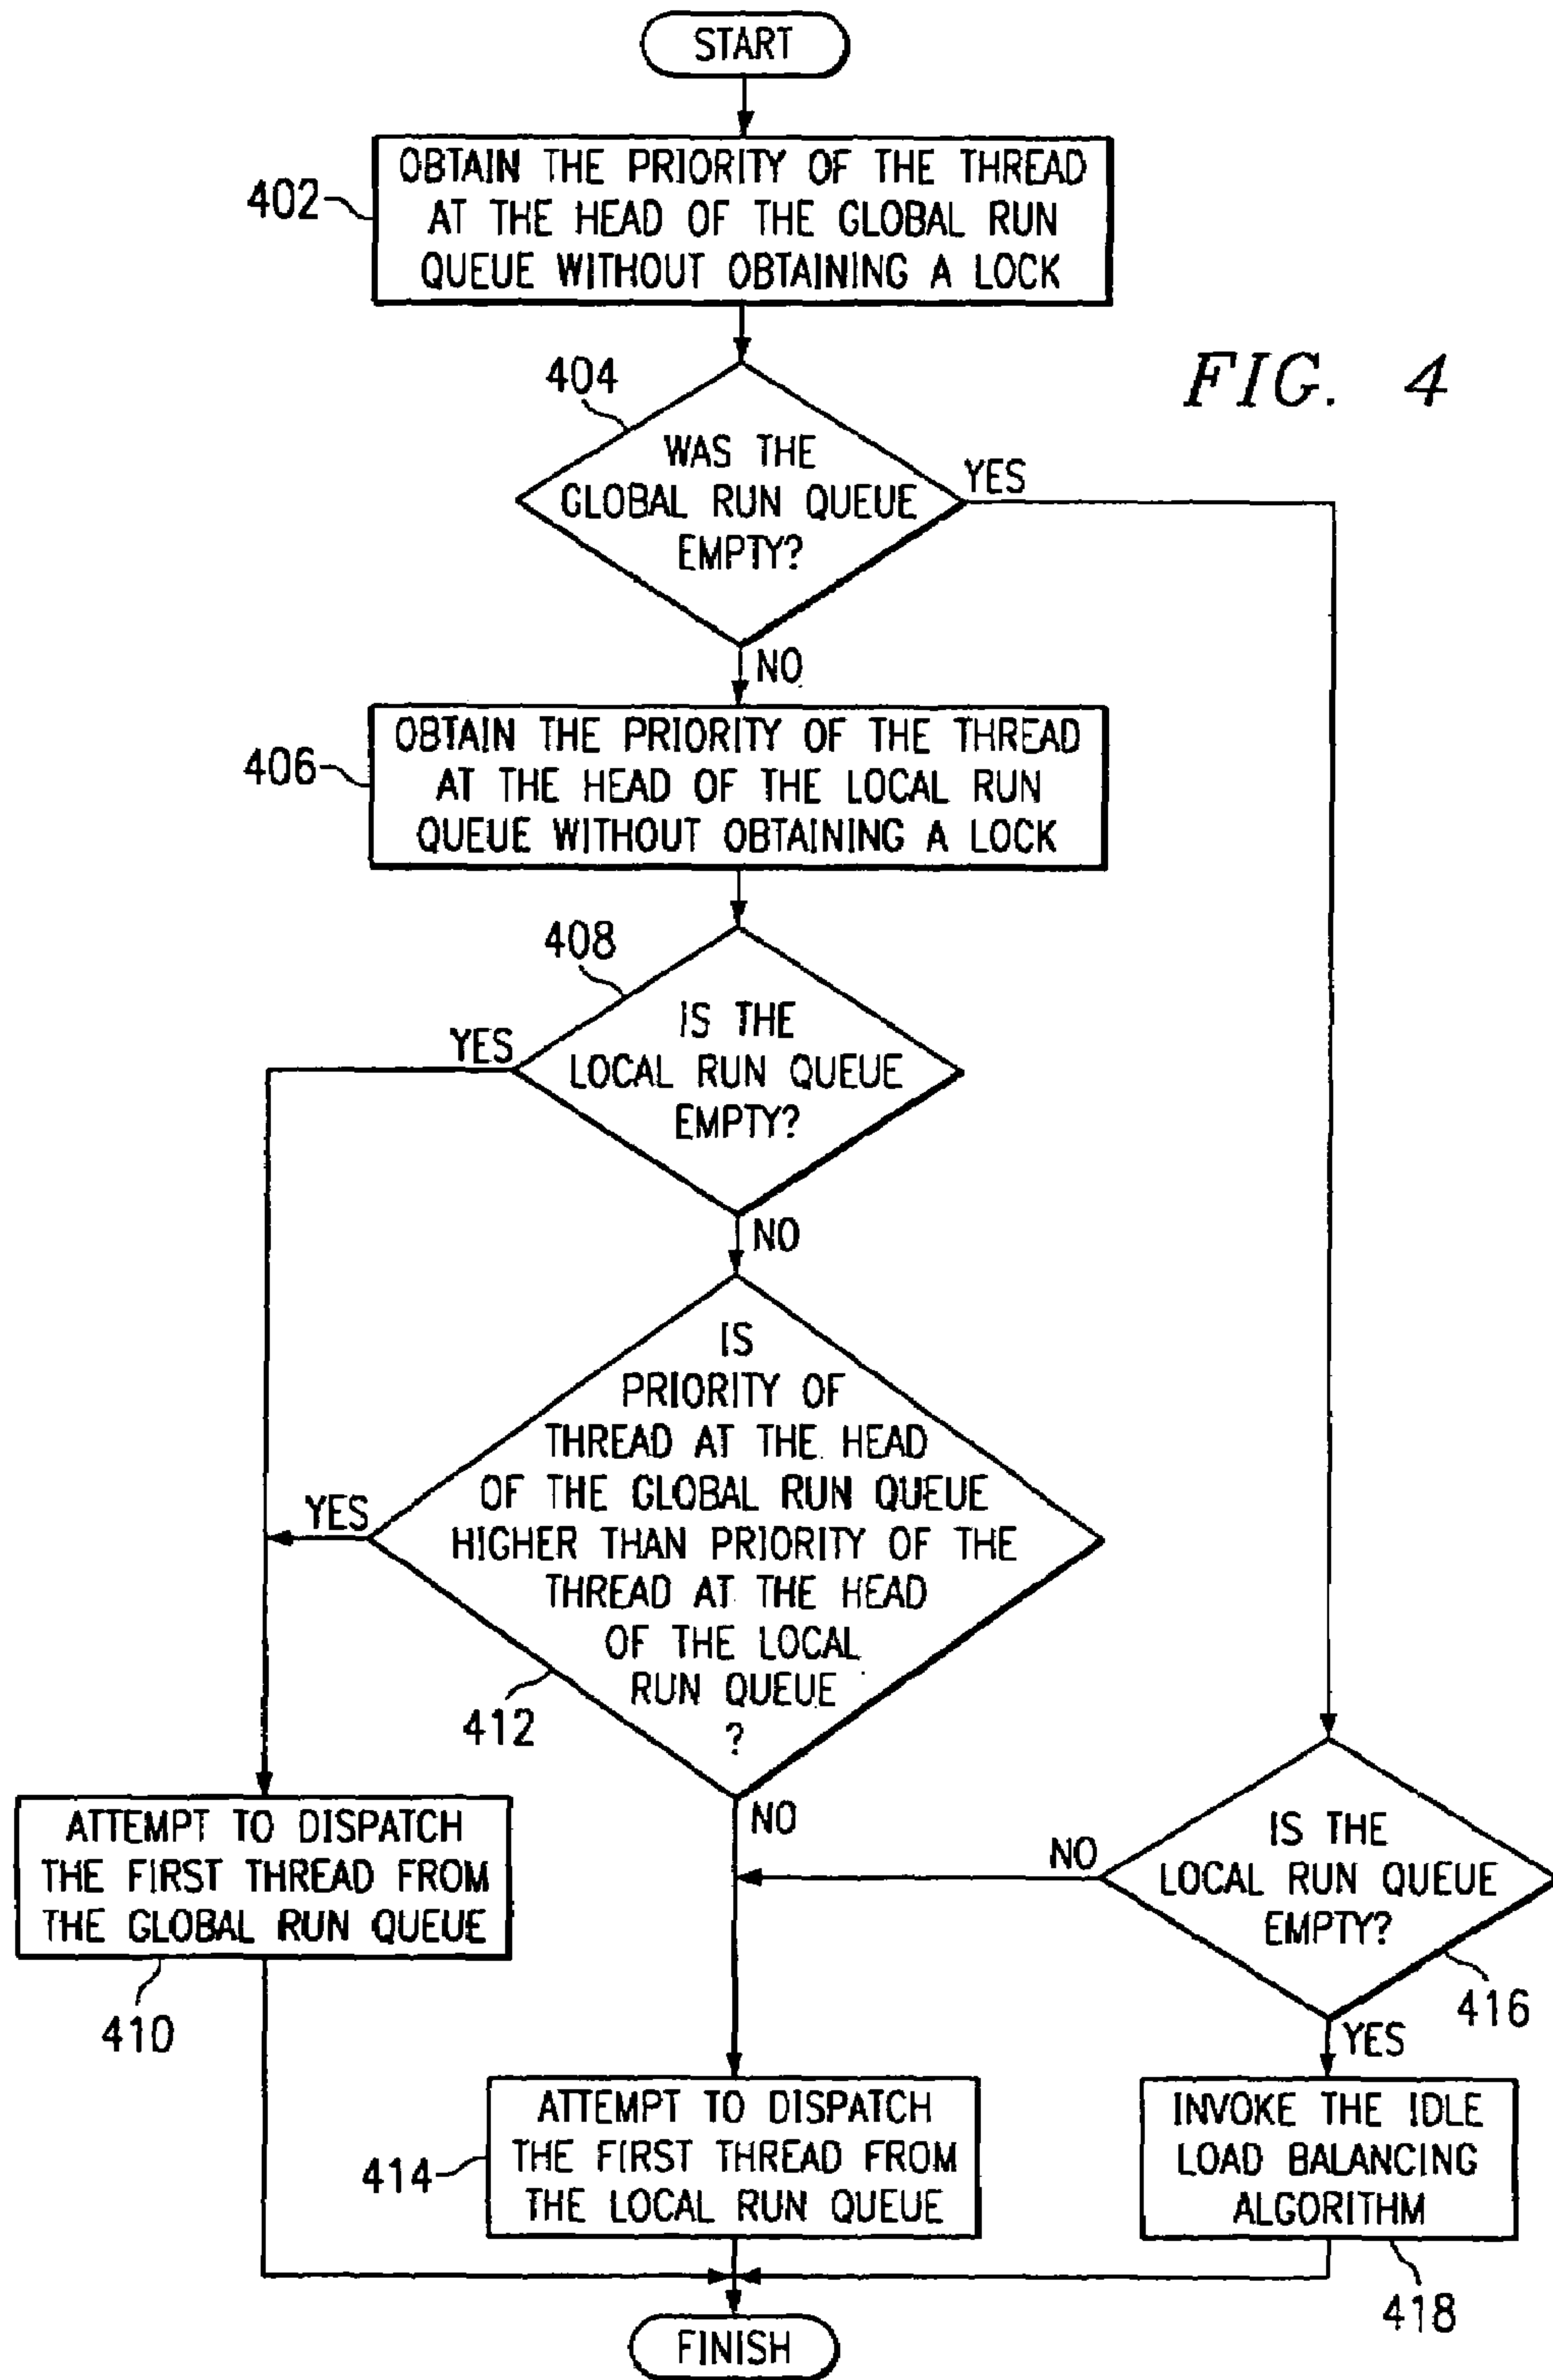 START
402
OBTAIN THE PRIORITY OF THE THREAD
AT THE HEAD OF THE GLOBAL RUN
QUEUE WITHOUT OBTAINING A LOCK
FIG. 4
404
WAS THE
GLOBAL RUN QUEUE
EMPTY?
YES
NO
406
OBTAIN THE PRIORITY OF THE THREAD
AT THE HEAD OF THE LOCAL RUN
QUEUE WITHOUT OBTAINING A LOCK
408
IS THE
LOCAL RUN QUEUE
EMPTY?
YES
NO
IS
PRIORITY OF
THREAD AT THE HEAD
OF THE GLOBAL RUN QUEUE
HIGHER THAN PRIORITY OF THE
THREAD AT THE HEAD
OF THE LOCAL
RUN QUEUE
?
YES
412
NO
ATTEMPT TO DISPATCH
THE FIRST THREAD FROM
THE GLOBAL RUN QUEUE
410
IS THE
LOCAL RUN QUEUE
EMPTY?
NO
416
YES
414
ATTEMPT TO DISPATCH
THE FIRST THREAD FROM
THE LOCAL RUN QUEUE
INVOKE THE IDLE
LOAD BALANCING
ALGORITHM
418
FINISH